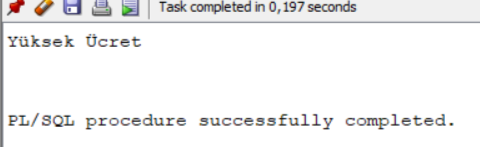 Task completed in 0,197 seconds
Yüksek Ücret
PL/SQL procedure successfully completed.